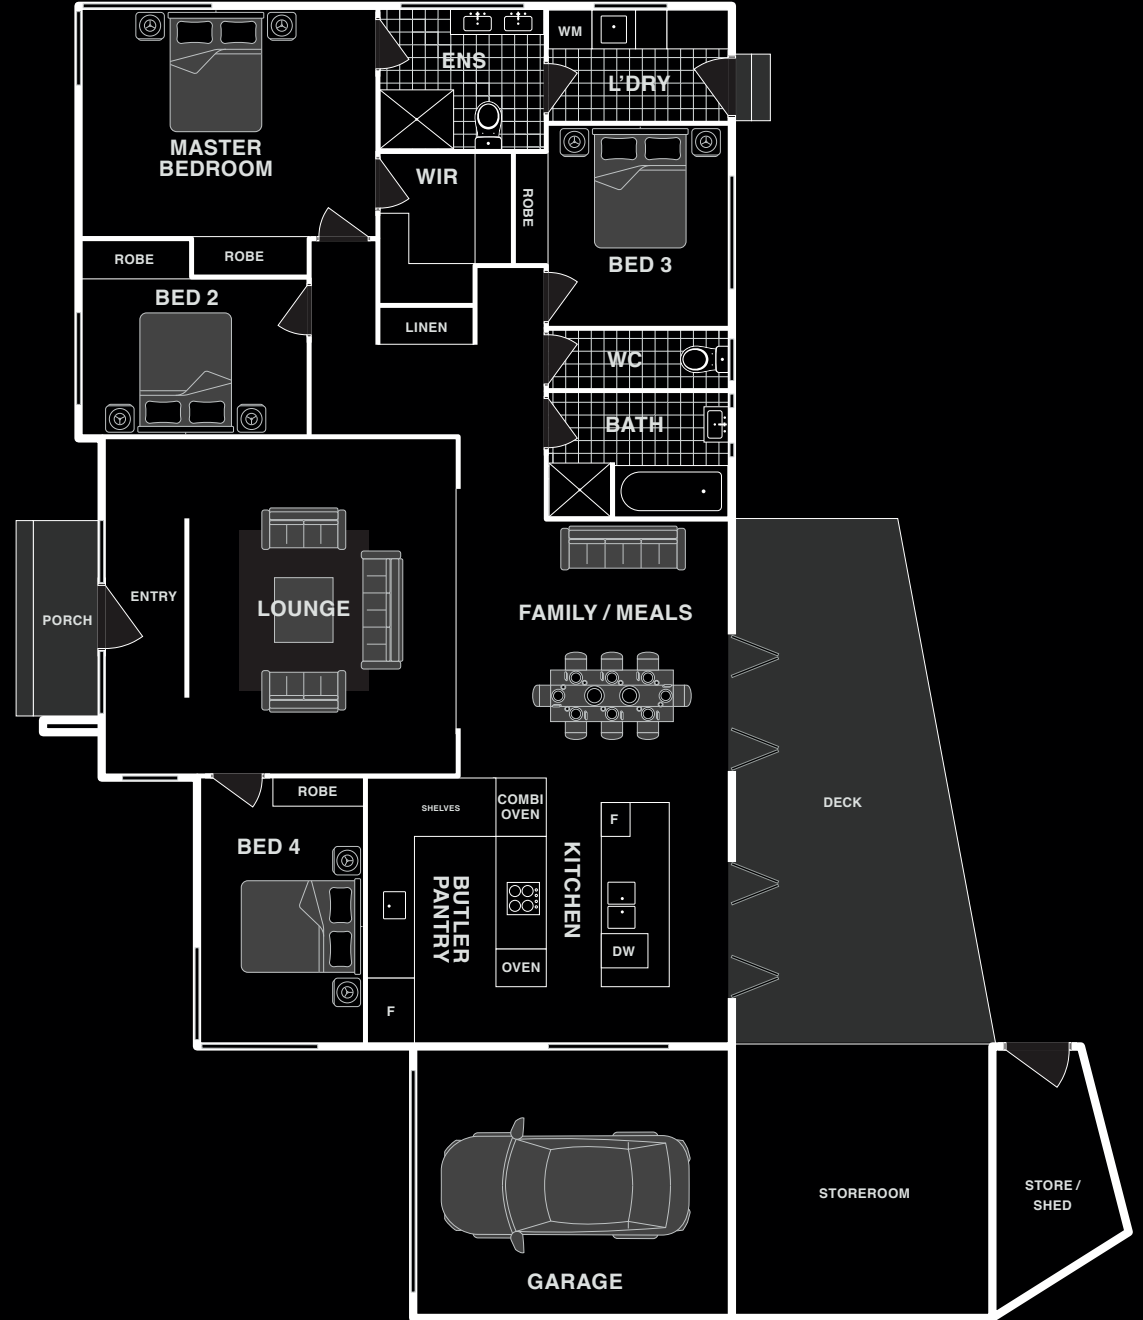 WM
ENS
L'DRY
MASTER
BEDROOM
WIR
ROBE
ROBE
ROBE
BED 3
BED 2
LINEN
WC
BATH
ENTRY
LOUNGE
PORCH
FAMILY / MEALS
ROBE
SHELVES
COMBI
OVEN
F
DECK
BED 4
KITCHEN
BUTLER
PANTRY
OVEN
DW
F
STOREROOM
STORE /
SHED
GARAGE